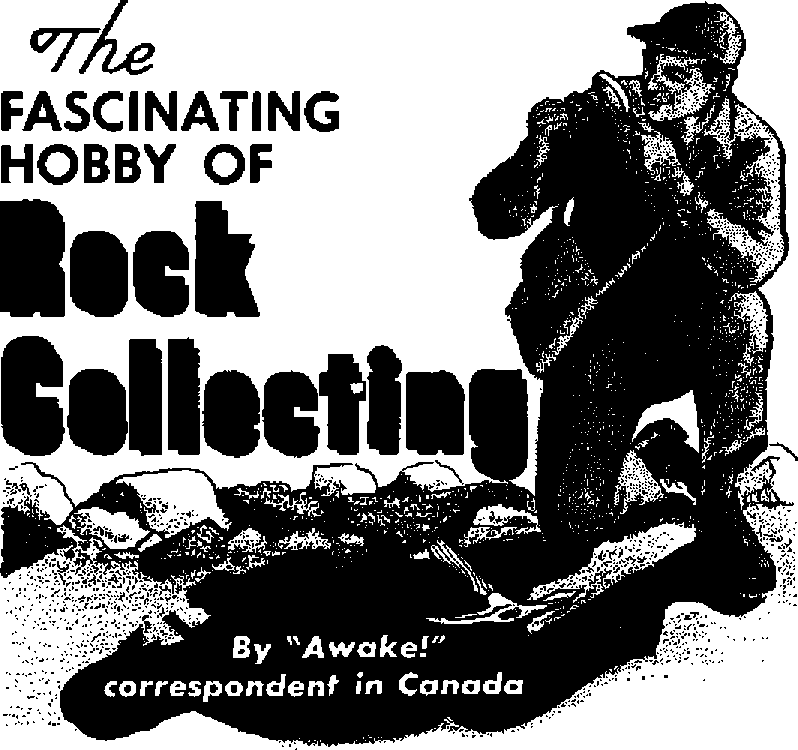 The
FASCINATING
HOBBY OF
Rock
Collecting
By "Awake!"
correspondent in Canada